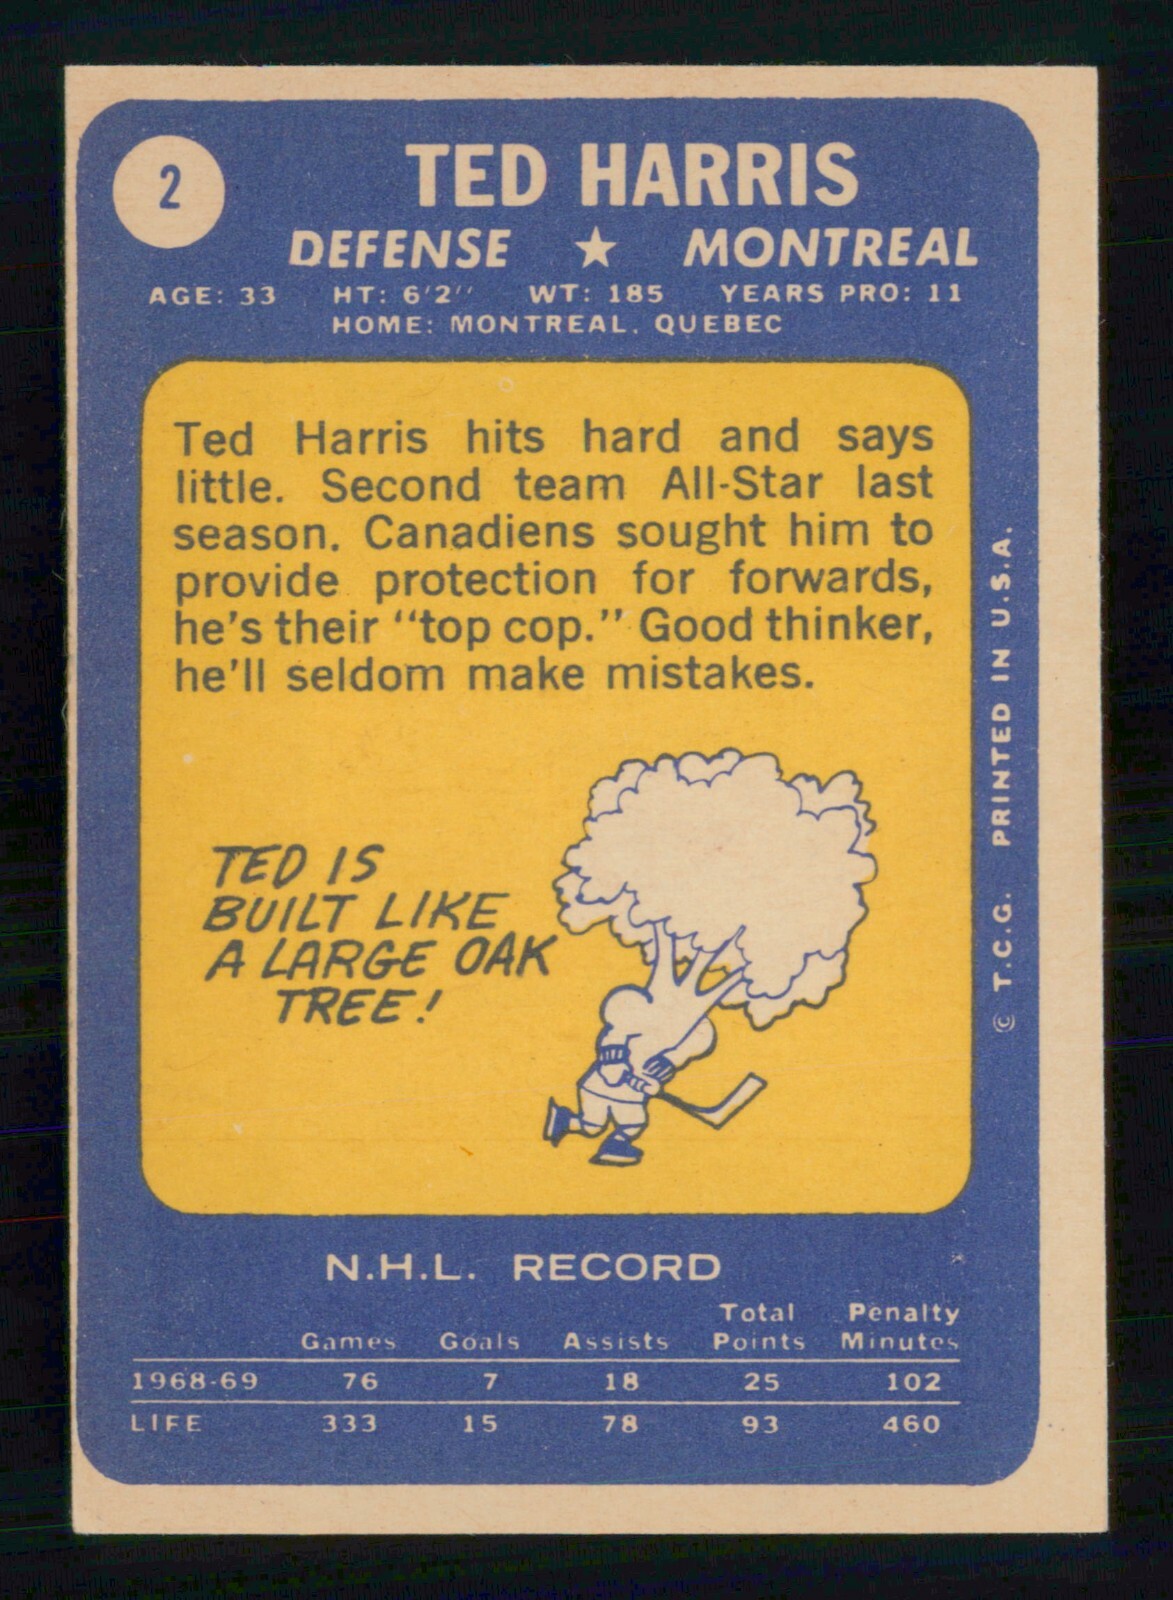 2
TED HARRIS
DEFENSE ★ MONTREAL
AGE: 33 HT: 6'2'' WT: 185 YEARS PRO: 11
HOME: MONTREAL, QUEBEC
Ted Harris hits hard and says
little. Second team All-Star last
season. Canadiens sought him to
provide protection for forwards,
he's their "top cop." Good thinker,
he'll seldom make mistakes.
TED IS
BUILT LIKE
A LARGE OAK
TREE!
© T.C.G. PRINTED IN U.S.A.
N.H.L. RECORD
Games Goals Assists Total Points Penalty Minutes
1968-69 76 7 18 25 102
LIFE 333 15 78 93 460